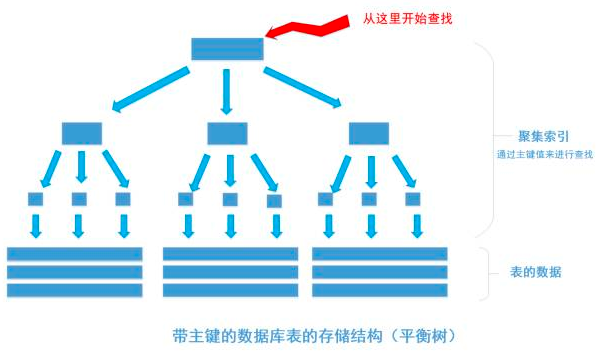 从这里开始查找
聚集索引
通过主键值来进行查找
表的数据
带主键的数据库表的存储结构（平衡树）